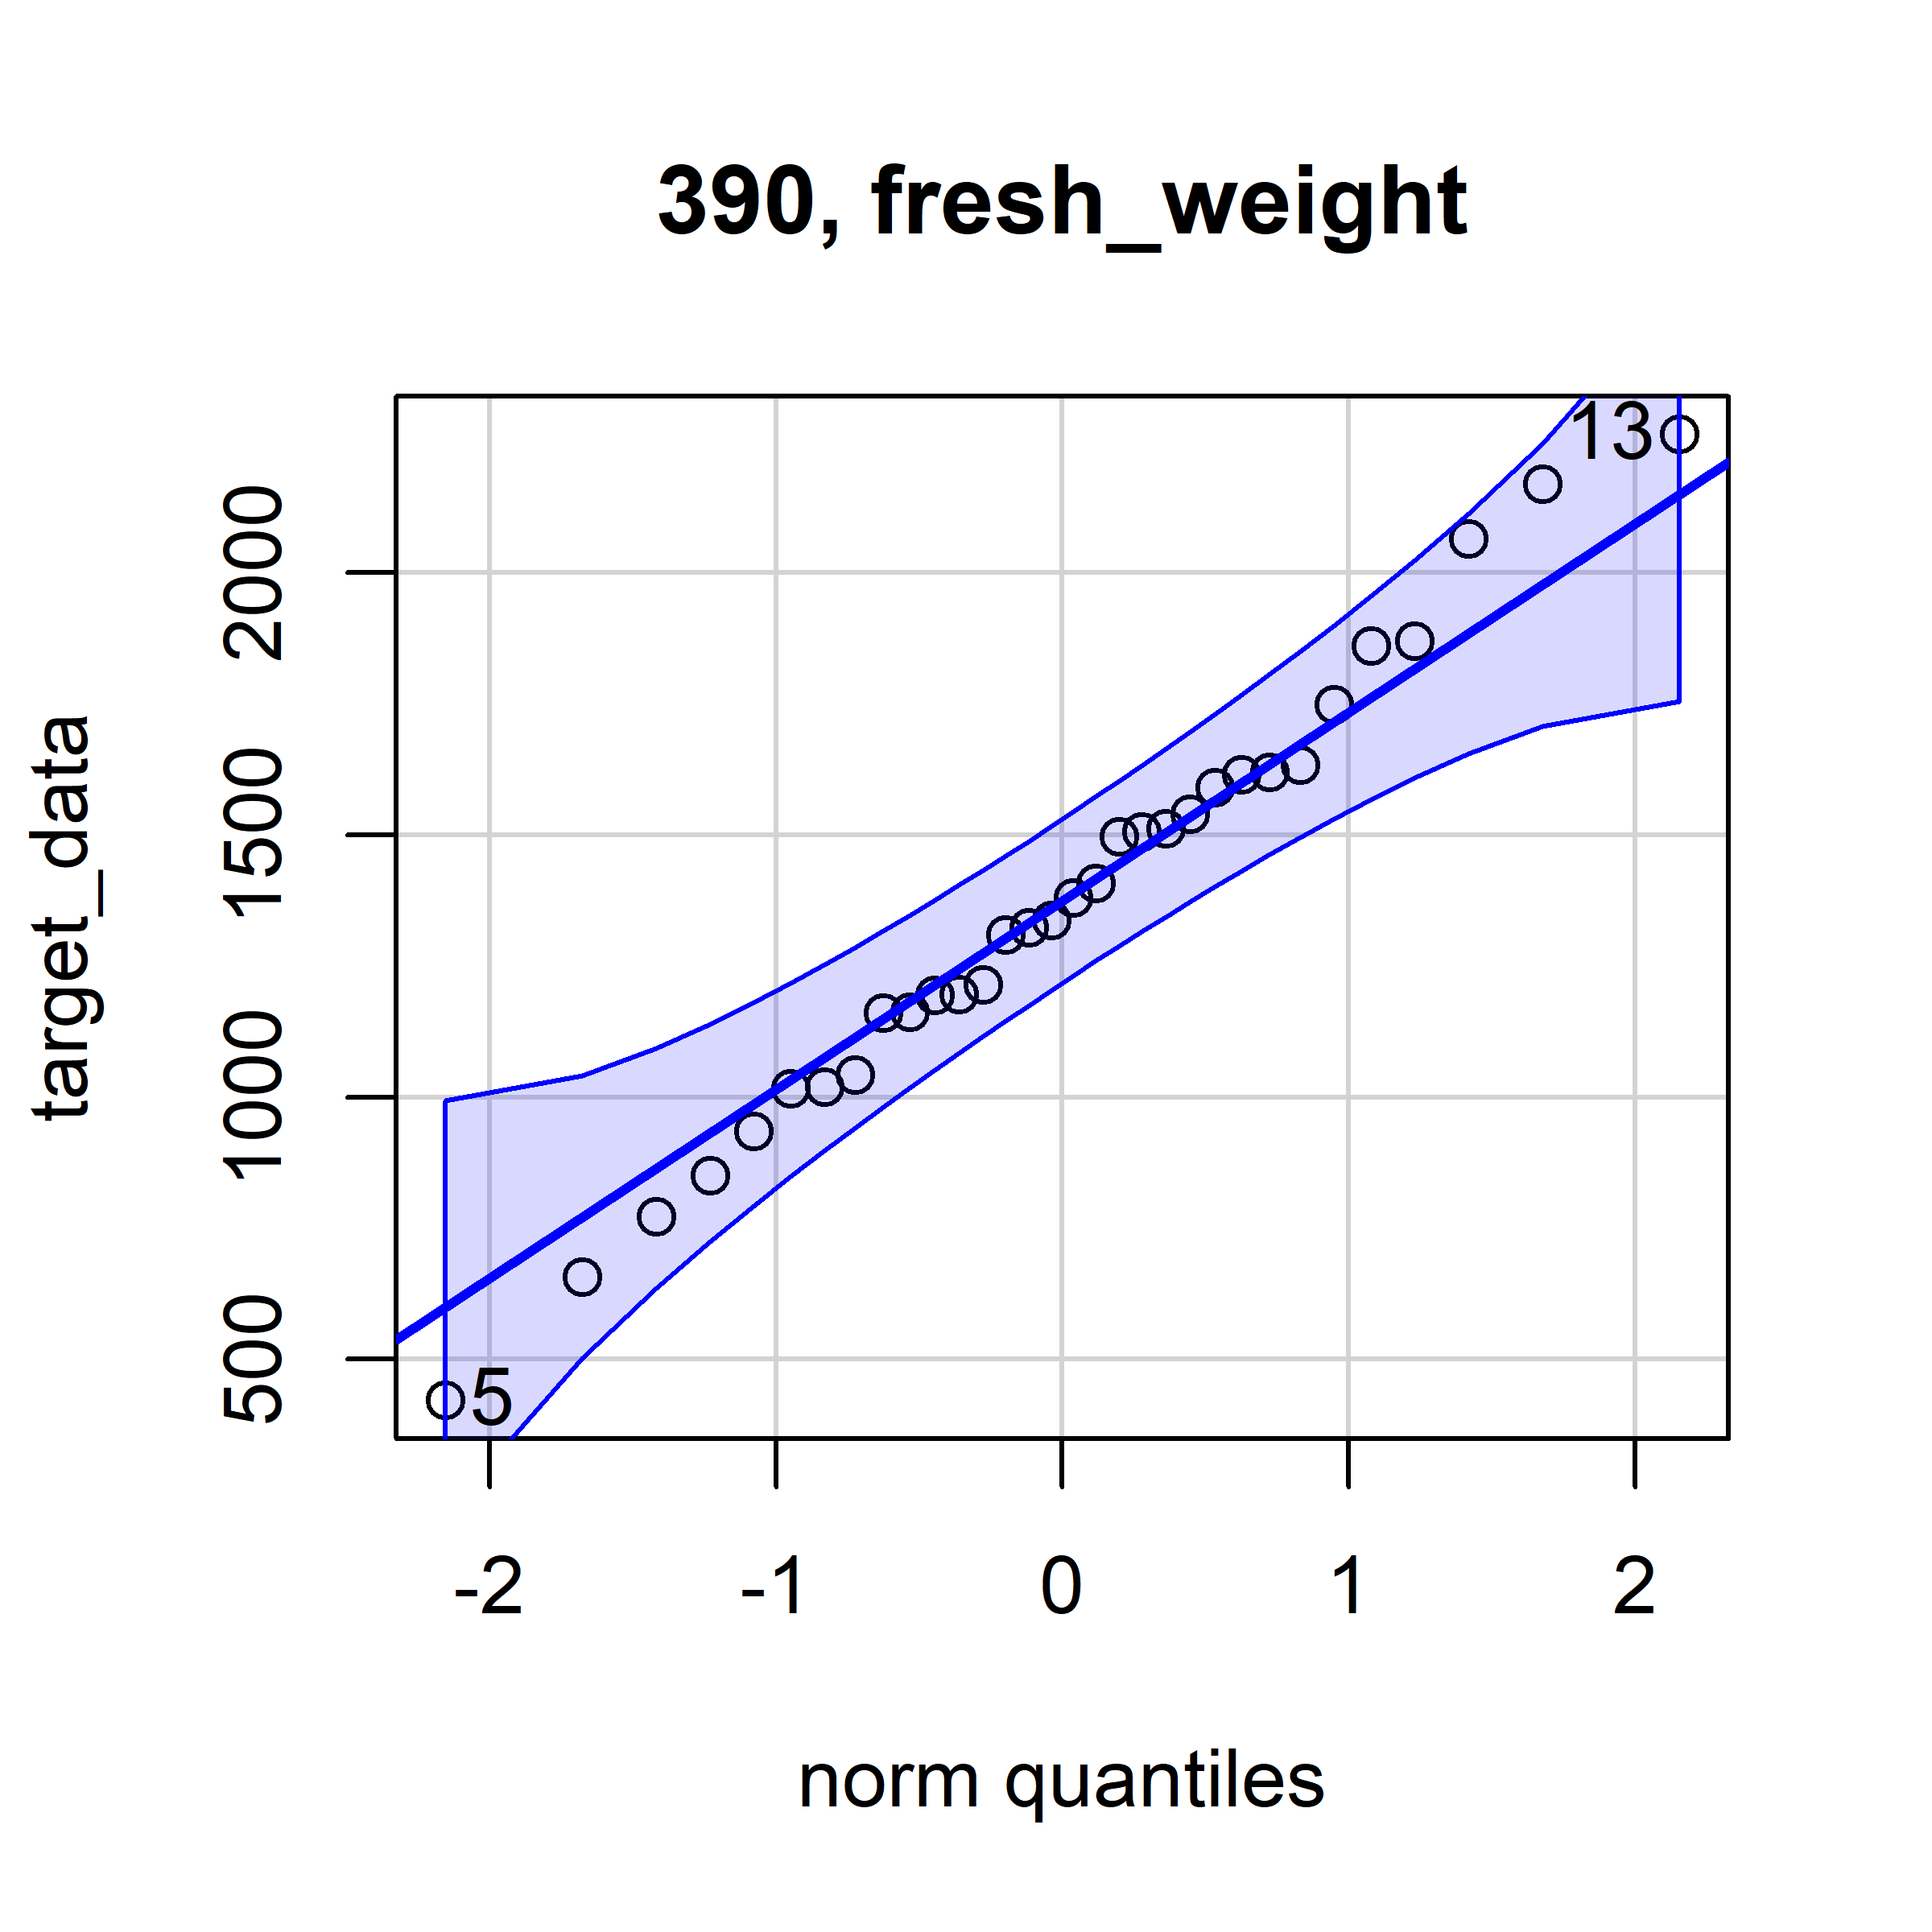 390, fresh_weight
13
2000
1500
1000
500
5
target_data
-2 -1 0 1 2
norm quantiles